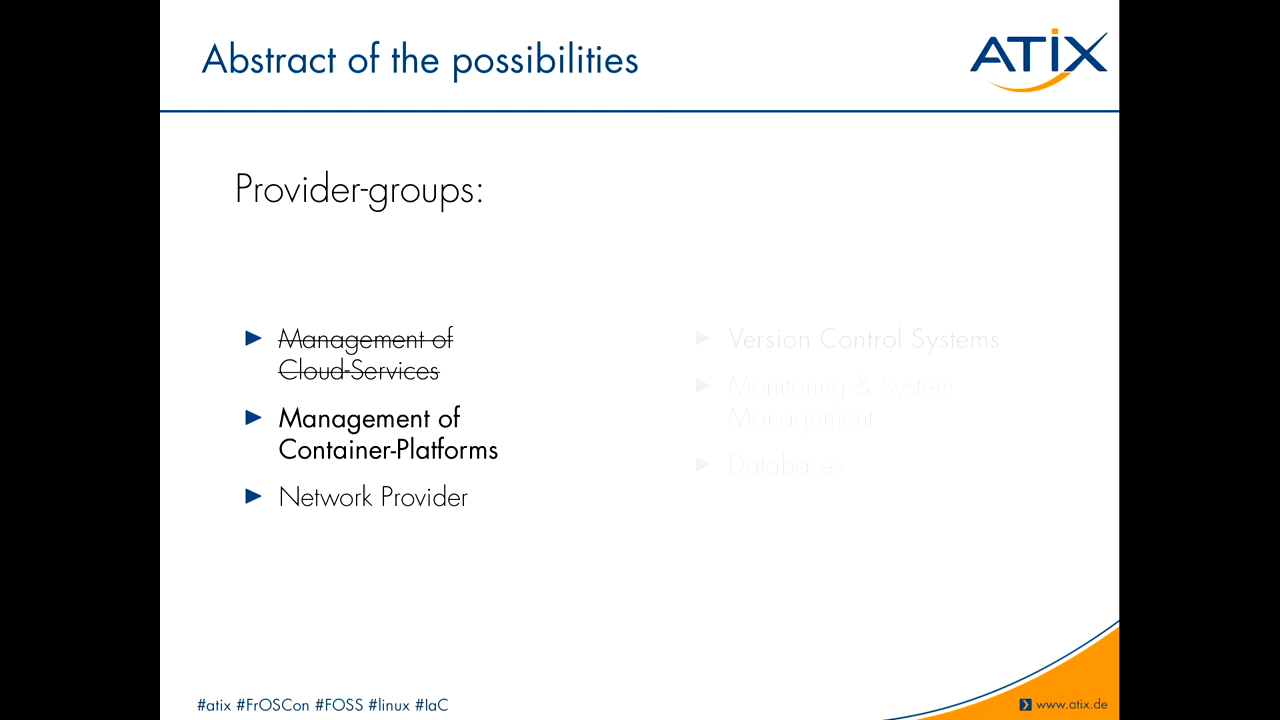 Abstract of the possibilities
ATIX
Provider-groups:
Management of
Cloud-Services
Management of
Container-Platforms
Network Provider
Version Control Systems
Monitoring & System
Management
Databases
#atix #FrOSCon #FOSS #linux #IaC
www.atix.de